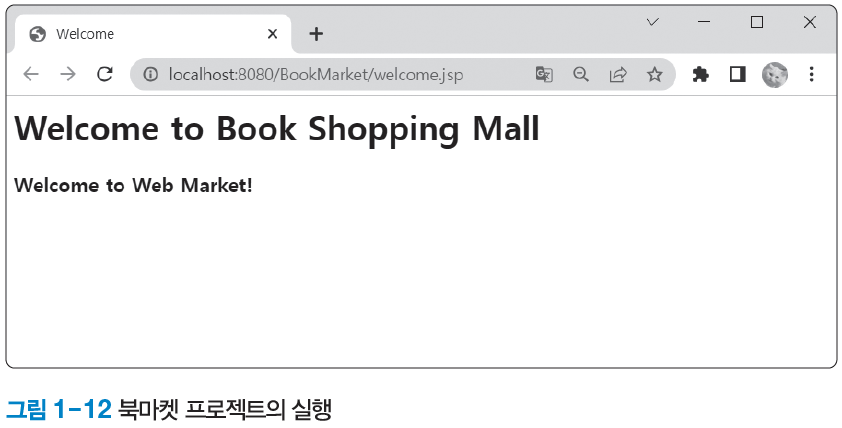 Welcome
localhost:8080/BookMarket/welcome.jsp
Welcome to Book Shopping Mall
Welcome to Web Market!
그림 1-12 북마켓 프로젝트의 실행